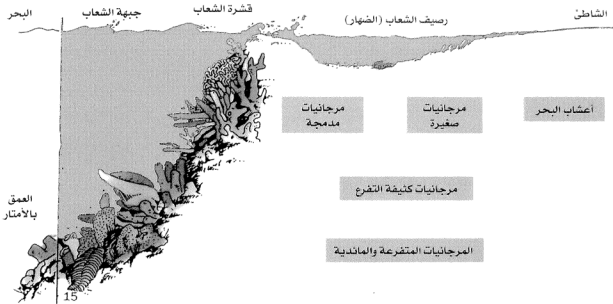 الشاطئ
رصيف الشعاب (الضهار)
قشرة الشعاب
جبهة الشعاب
البحر
أعشاب البحر
مرجانيات
صغيرة
مرجانيات
مدمجة
مرجانيات كثيفة التفرع
المرجانيات المتفرعة والمائدية
العمق
بالأمتار
15